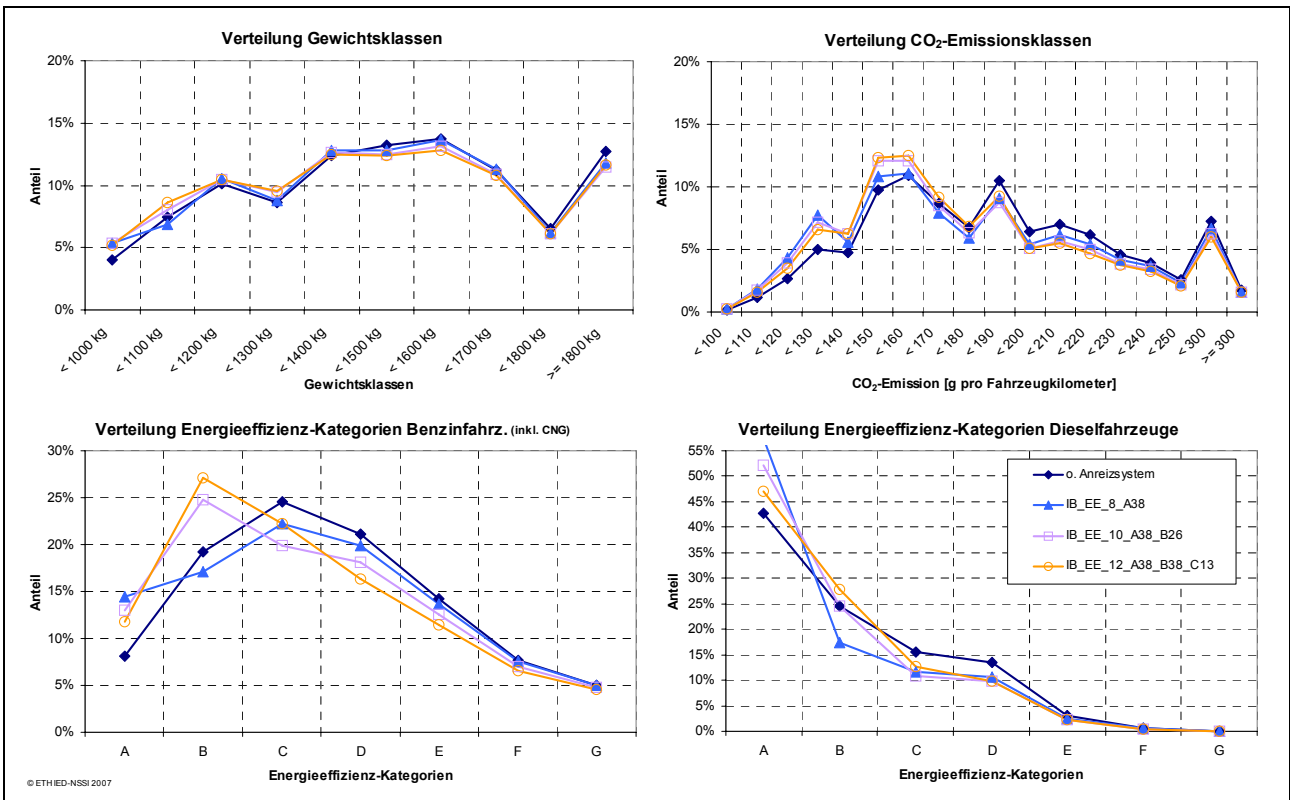 Verteilung Gewichtsklassen
20%
15%
10%
5%
0%
Anteil
< 1000 kg
< 1100 kg
< 1200 kg
< 1300 kg
< 1400 kg
< 1500 kg
< 1600 kg
< 1700 kg
< 1800 kg
>= 1800 kg
Gewichtsklassen
Verteilung CO₂-Emissionsklassen
20%
15%
10%
5%
0%
Anteil
< 100
< 110
< 120
< 130
< 140
< 150
< 160
< 170
< 180
< 190
< 200
< 210
< 220
< 230
< 240
< 250
< 300
>= 300
CO₂-Emission [g pro Fahrzeugkilometer]
Verteilung Energieeffizienz-Kategorien Benzinfahrz. (inkl. CNG)
30%
25%
20%
15%
10%
5%
0%
Anteil
A B C D E F G
Energieeffizienz-Kategorien
Verteilung Energieeffizienz-Kategorien Dieselfahrzeuge
55%
50%
45%
40%
35%
30%
25%
20%
15%
10%
5%
0%
Anteil
o. Anreizsystem
IB_EE_8_A38
IB_EE_10_A38_B26
IB_EE_12_A38_B38_C13
A B C D E F G
Energieeffizienz-Kategorien
© ETH IED-NSSI 2007